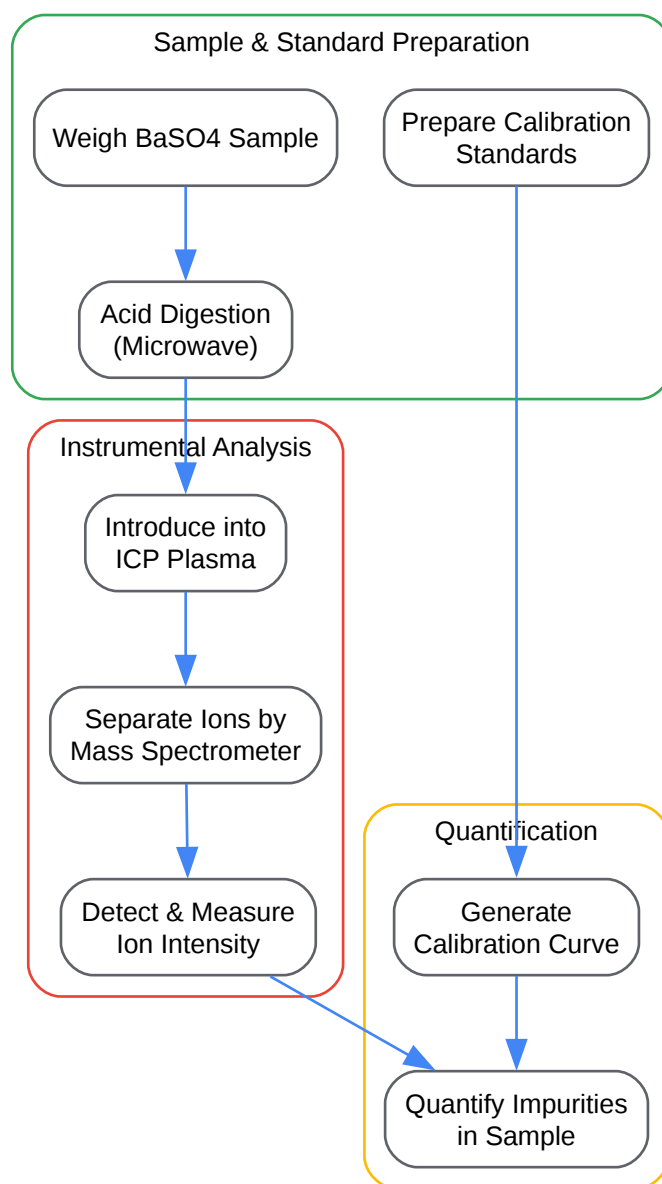 Sample & Standard Preparation
Weigh BaSO4 Sample
Prepare Calibration
Standards
Acid Digestion
(Microwave)
Instrumental Analysis
Introduce into
ICP Plasma
Separate Ions by
Mass Spectrometer
Detect & Measure
Ion Intensity
Quantification
Generate
Calibration Curve
Quantify Impurities
in Sample